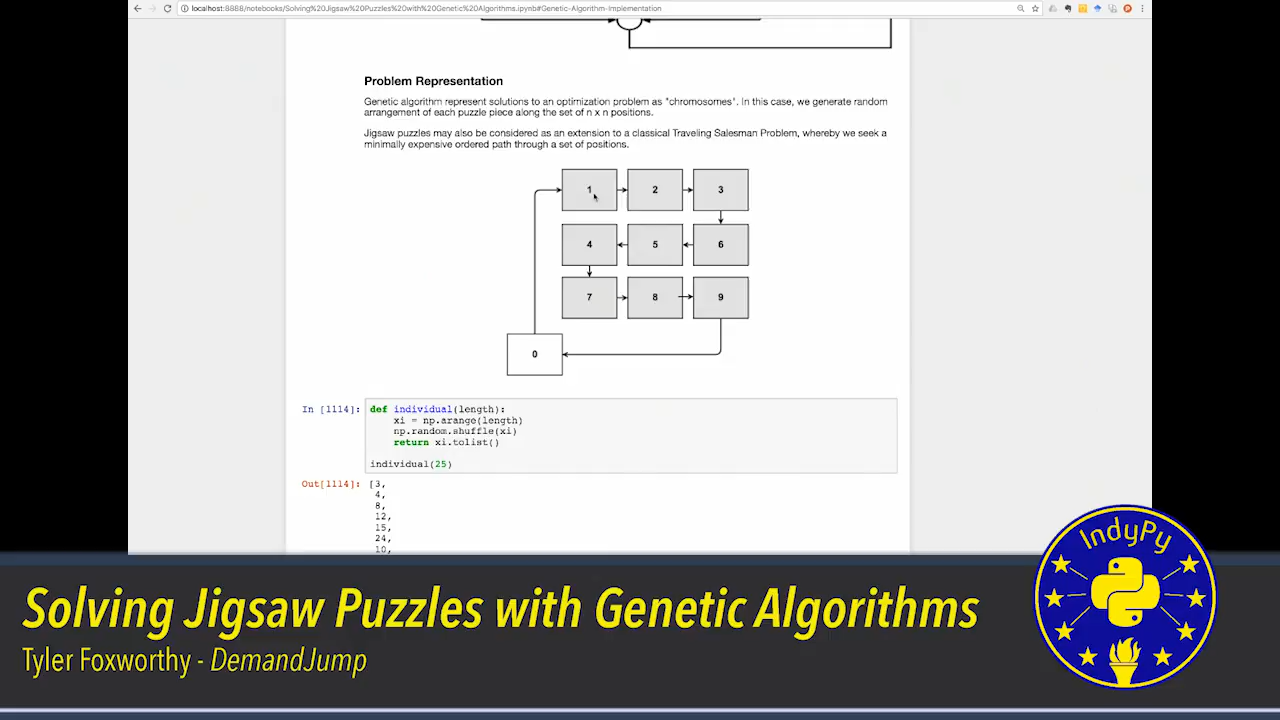 localhost:8888/notebooks/Solving%20Jigsaw%20Puzzles%20with%20Genetic%20Algorithms.ipynb#Genetic-Algorithm-Implementation
Problem Representation
Genetic algorithm represent solutions to an optimization problem as "chromosomes". In this case, we generate random
arrangement of each puzzle piece along the set of n x n positions.
Jigsaw puzzles may also be considered as an extension to a classical Traveling Salesman Problem, whereby we seek a
minimally expensive ordered path through a set of positions.
1 2 3
4 5 6
7 8 9
0
In [1114]: def individual(length):
xi = np.arange(length)
np.random.shuffle(xi)
return xi.tolist()
individual(25)
Out[1114]: [3,
4,
8,
12,
15,
24,
10,
IndyPy
Solving Jigsaw Puzzles with Genetic Algorithms
Tyler Foxworthy - DemandJump